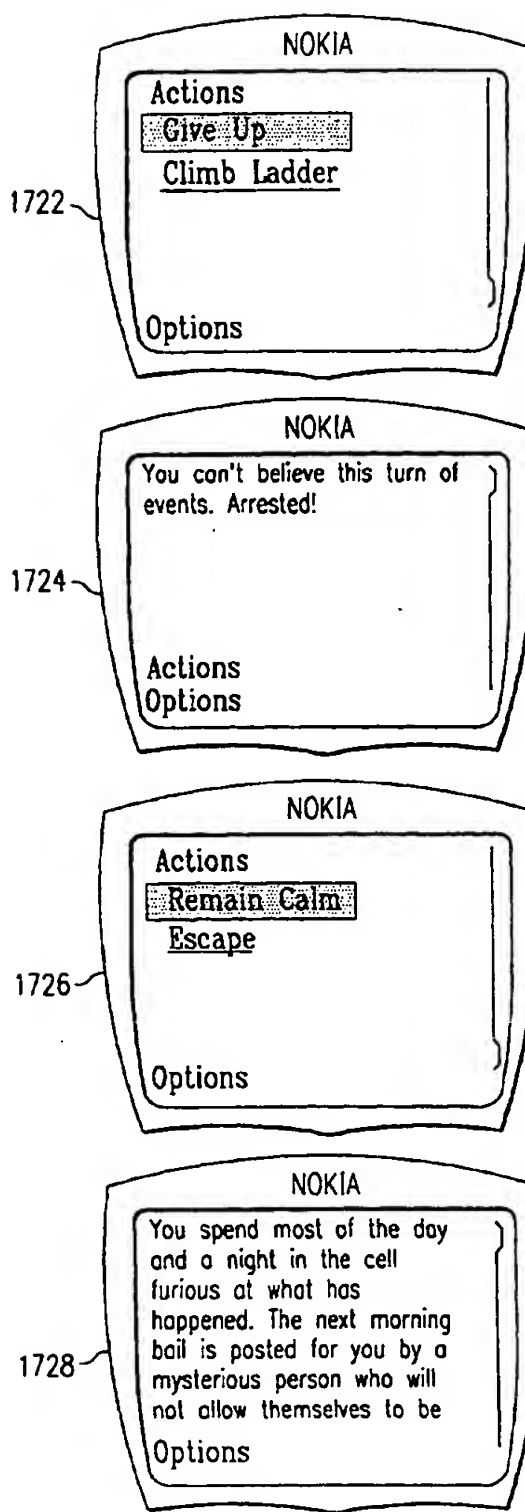 NOKIA
Actions
Give Up
Climb Ladder
1722
Options
NOKIA
You can't believe this turn of
events. Arrested!
1724
Actions
Options
NOKIA
Actions
Remain Calm
Escape
1726
Options
NOKIA
You spend most of the day
and a night in the cell
furious at what has
happened. The next morning
bail is posted for you by a
1728
mysterious person who will
not allow themselves to be
Options